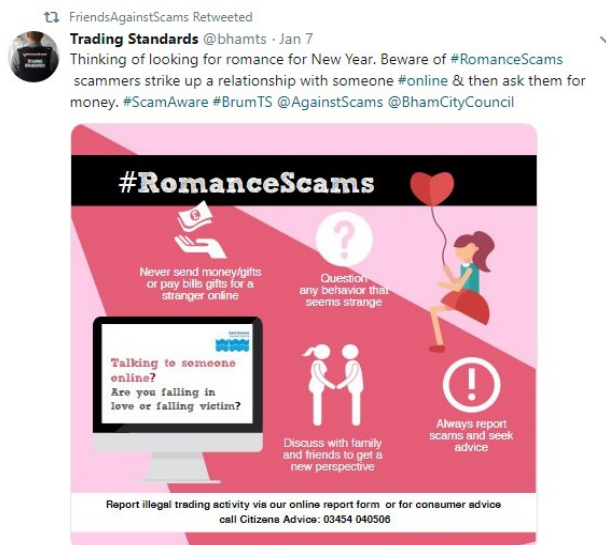 FriendsAgainstScams Retweeted
Trading Standards @bhamts · Jan 7
Thinking of looking for romance for New Year. Beware of #RomanceScams
scammers strike up a relationship with someone #online & then ask them for
money. #ScamAware #BrumTS @AgainstScams @BhamCityCouncil
#RomanceScams
£
Never send money/gifts
or pay bills gifts for a
stranger online
?
Question
any behavior that
seems strange
Talking to someone
online?
Are you falling in
love or falling victim?
Discuss with family
and friends to get a
new perspective
!
Always report
scams and seek
advice
Report illegal trading activity via our online report form or for consumer advice
call Citizens Advice: 03454 040506